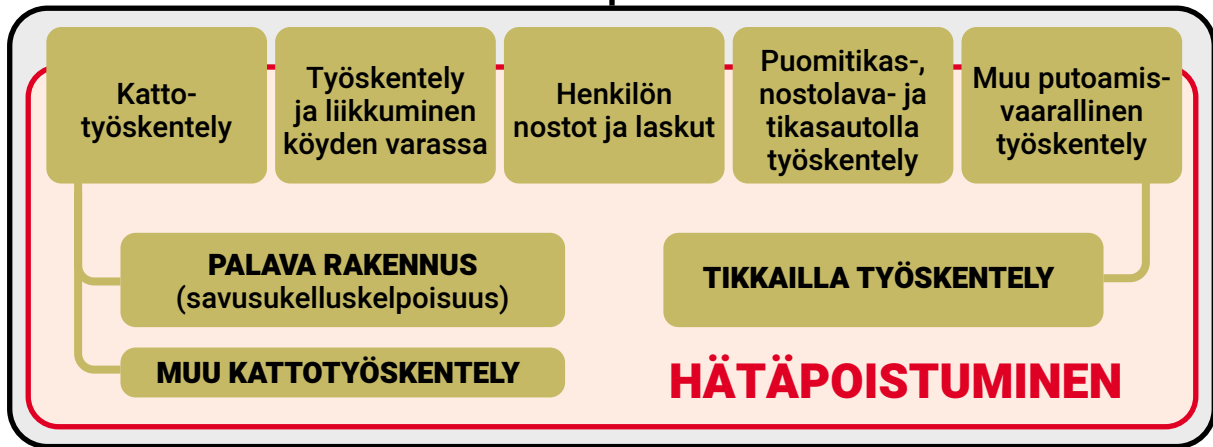 Katto-
työskentely
Työskentely
ja liikkuminen
köyden varassa
Henkilön
nostot ja laskut
Puomitikas-,
nostolava- ja
tikasautolla
työskentely
Muu putoamis-
vaarallinen
työskentely
PALAVA RAKENNUS
(savusukelluskelpoisuus)
TIKKAILLA TYÖSKENTELY
MUU KATTOTYÖSKENTELY
HÄTÄPOISTUMINEN